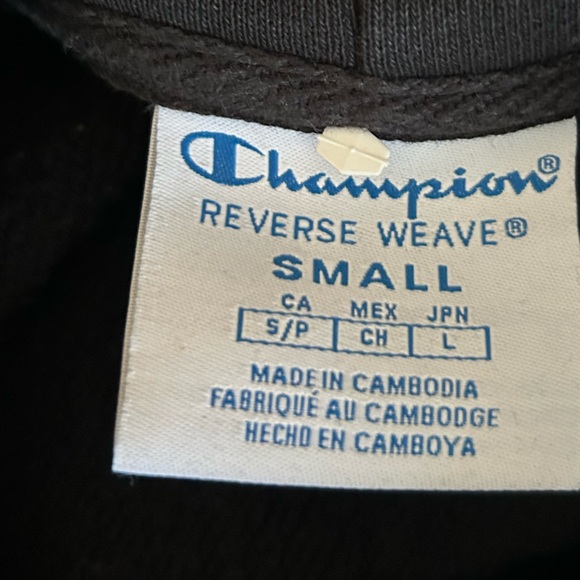 Champion®
REVERSE WEAVE®
SMALL
CA MEX JPN
S/P CH L
MADE IN CAMBODIA
FABRIQUÉ AU CAMBODGE
HECHO EN CAMBOYA